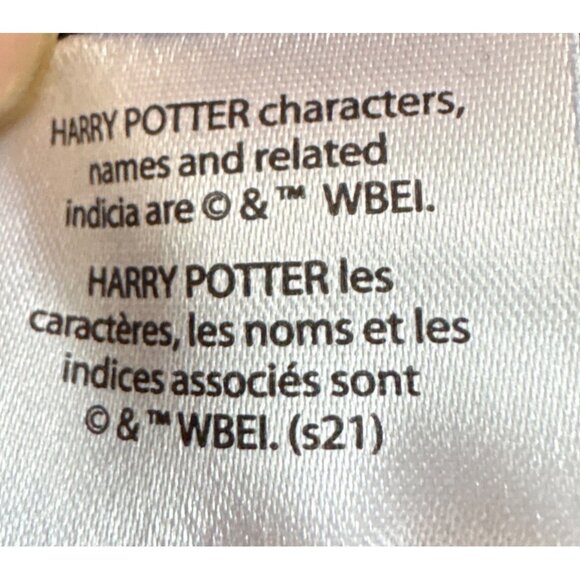 HARRY POTTER characters,
names and related
indicia are © & ™ WBEI.
HARRY POTTER les
caractères, les noms et les
indices associés sont
© & ™ WBEI. (s21)